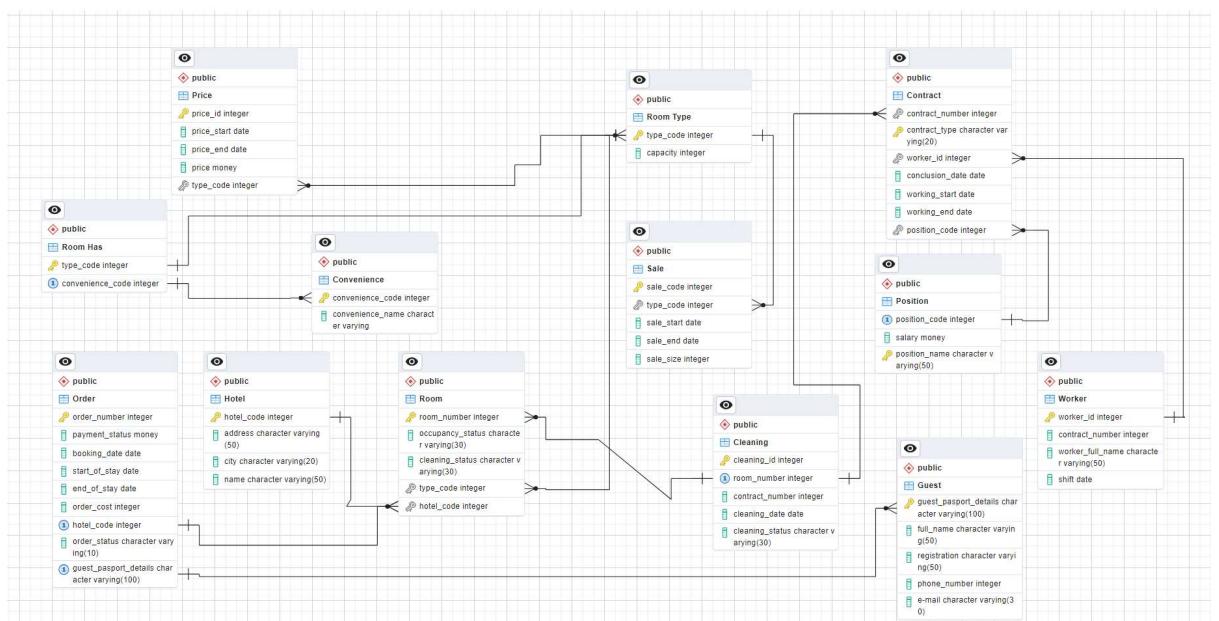 public
Price
price_id integer
price_start date
price_end date
price money
type_code integer
public
Room Type
type_code integer
capacity integer
public
Contract
contract_number integer
contract_type character var
ying(20)
worker_id integer
conclusion_date date
working_start date
working_end date
position_code integer
public
Room Has
type_code integer
convenience_code integer
public
Convenience
convenience_code integer
convenience_name charact
er varying
public
Sale
sale_code integer
type_code integer
sale_start date
sale_end date
sale_size integer
public
Position
position_code integer
salary money
position_name character v
arying(50)
public
Order
order_number integer
payment_status money
booking_date date
start_of_stay date
end_of_stay date
order_cost integer
hotel_code integer
order_status character vary
ing(10)
guest_pasport_details char
acter varying(100)
public
Hotel
hotel_code integer
address character varying
(50)
city character varying(20)
name character varying(50)
public
Room
room_number integer
occupancy_status characte
r varying(30)
cleaning_status character v
arying(30)
type_code integer
hotel_code integer
public
Cleaning
cleaning_id integer
room_number integer
contract_number integer
cleaning_date date
cleaning_status character v
arying(30)
public
Guest
guest_pasport_details char
acter varying(100)
full_name character varyin
g(50)
registration character varyi
ng(50)
phone_number integer
e-mail character varying(3
0)
public
Worker
worker_id integer
contract_number integer
worker_full_name characte
r varying(50)
shift date